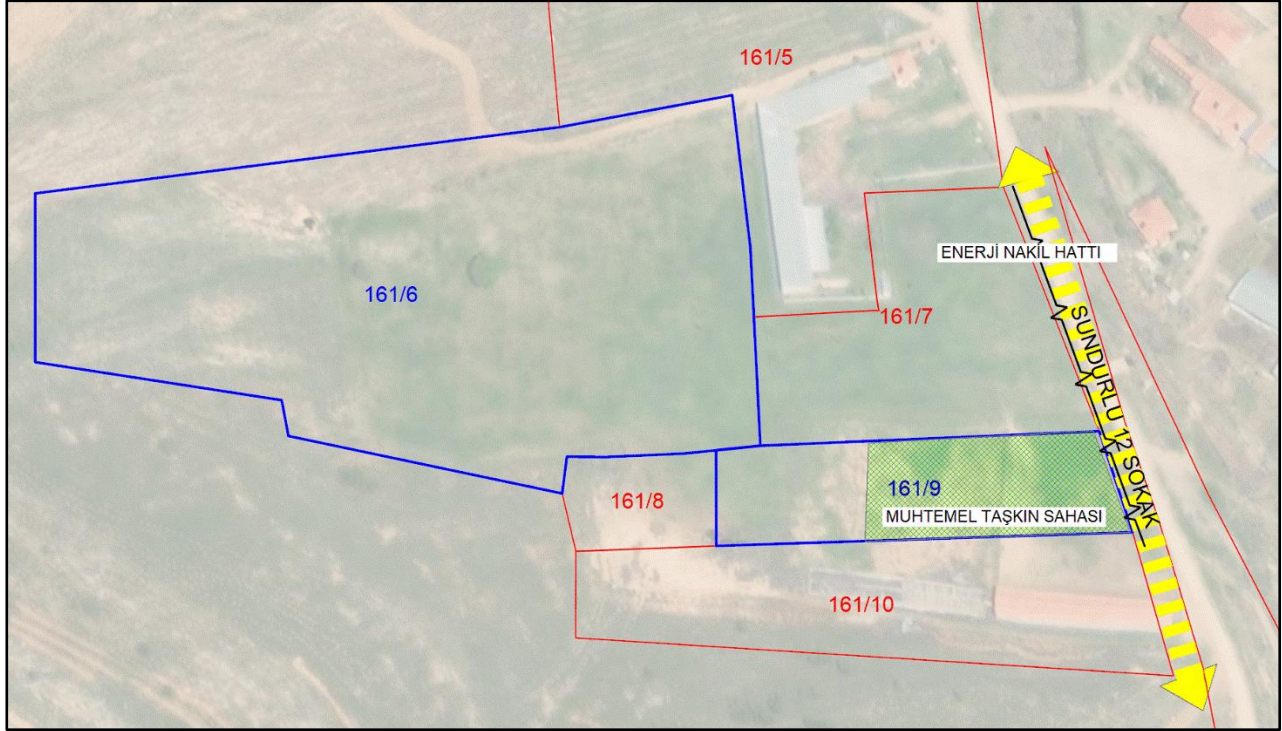 161/5
ENERJİ NAKİL HATTI
161/6
161/7
SUNDURLU 12 SOKAK
161/9
161/8
MUHTEMEL TAŞKIN SAHASI
161/10